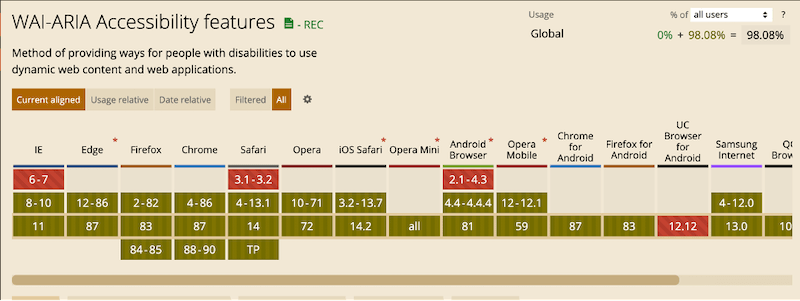 WAI-ARIA Accessibility features - REC
Usage % of all users ?
Global 0% + 98.08% = 98.08%
Method of providing ways for people with disabilities to use
dynamic web content and web applications.
Current aligned Usage relative Date relative Filtered All
IE Edge * Firefox Chrome Safari Opera iOS Safari * Opera Mini * Android Browser * Opera Mobile * Chrome for Android Firefox for Android UC Browser for Android Samsung Internet QQ Brow
6-7 3.1-3.2 2.1-4.3
8-10 12-86 2-82 4-86 4-13.1 10-71 3.2-13.7 4.4-4.4.4 12-12.1 4-12.0
11 87 83 87 14 72 14.2 all 81 59 87 83 12.12 13.0 10
84-85 88-90 TP